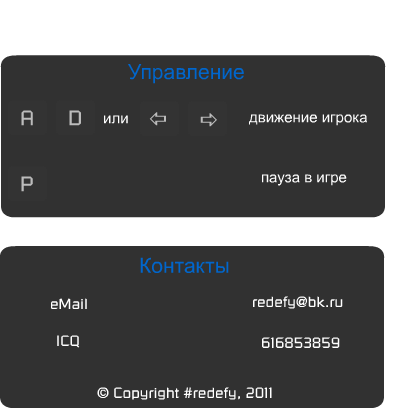 Управление
A D или ⇦ ⇨ движение игрока
P пауза в игре
Контакты
eMail redefy@bk.ru
ICQ 616853859
© Copyright #redefy, 2011